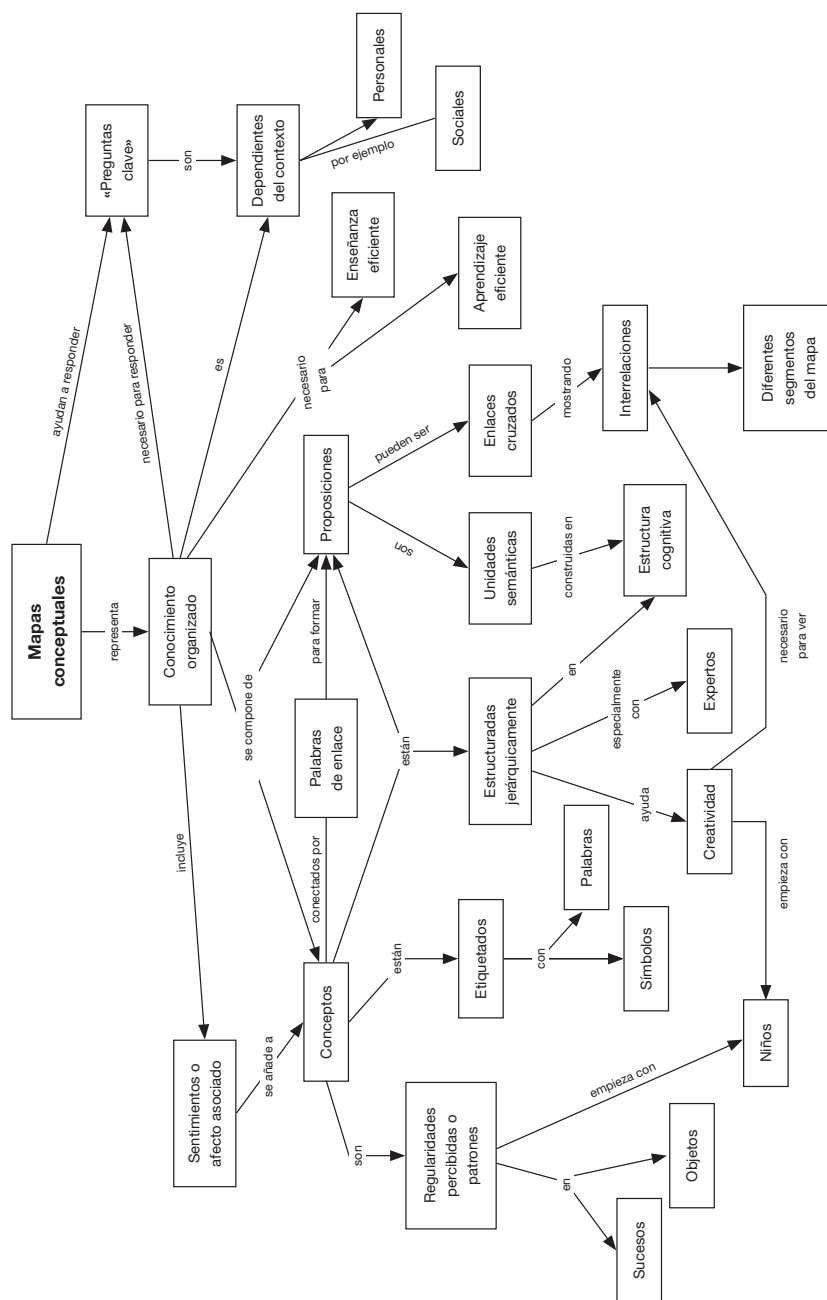 Mapas
conceptuales
ayudan a responder
«Preguntas
clave»
representa
necesario para responder
son
Conocimiento
organizado
es
Dependientes
del contexto
por ejemplo
Personales
Sociales
incluye
se compone de
necesario
para
Enseñanza
eficiente
Aprendizaje
eficiente
Sentimientos o
afecto asociado
se añade a
Conceptos
conectados por
Palabras
de enlace
para formar
Proposiciones
están
son
están
pueden ser
son
Regularidades
percibidas o
patrones
Etiquetados
Estructuradas
jerárquicamente
Unidades
semánticas
Enlaces
cruzados
en
empieza con
con
ayuda
especialmente
con
en
construidas en
mostrando
Sucesos
Objetos
Símbolos
Palabras
Creatividad
Expertos
Estructura
cognitiva
Interrelaciones
empieza con
necesario
para ver
Niños
Diferentes
segmentos
del mapa